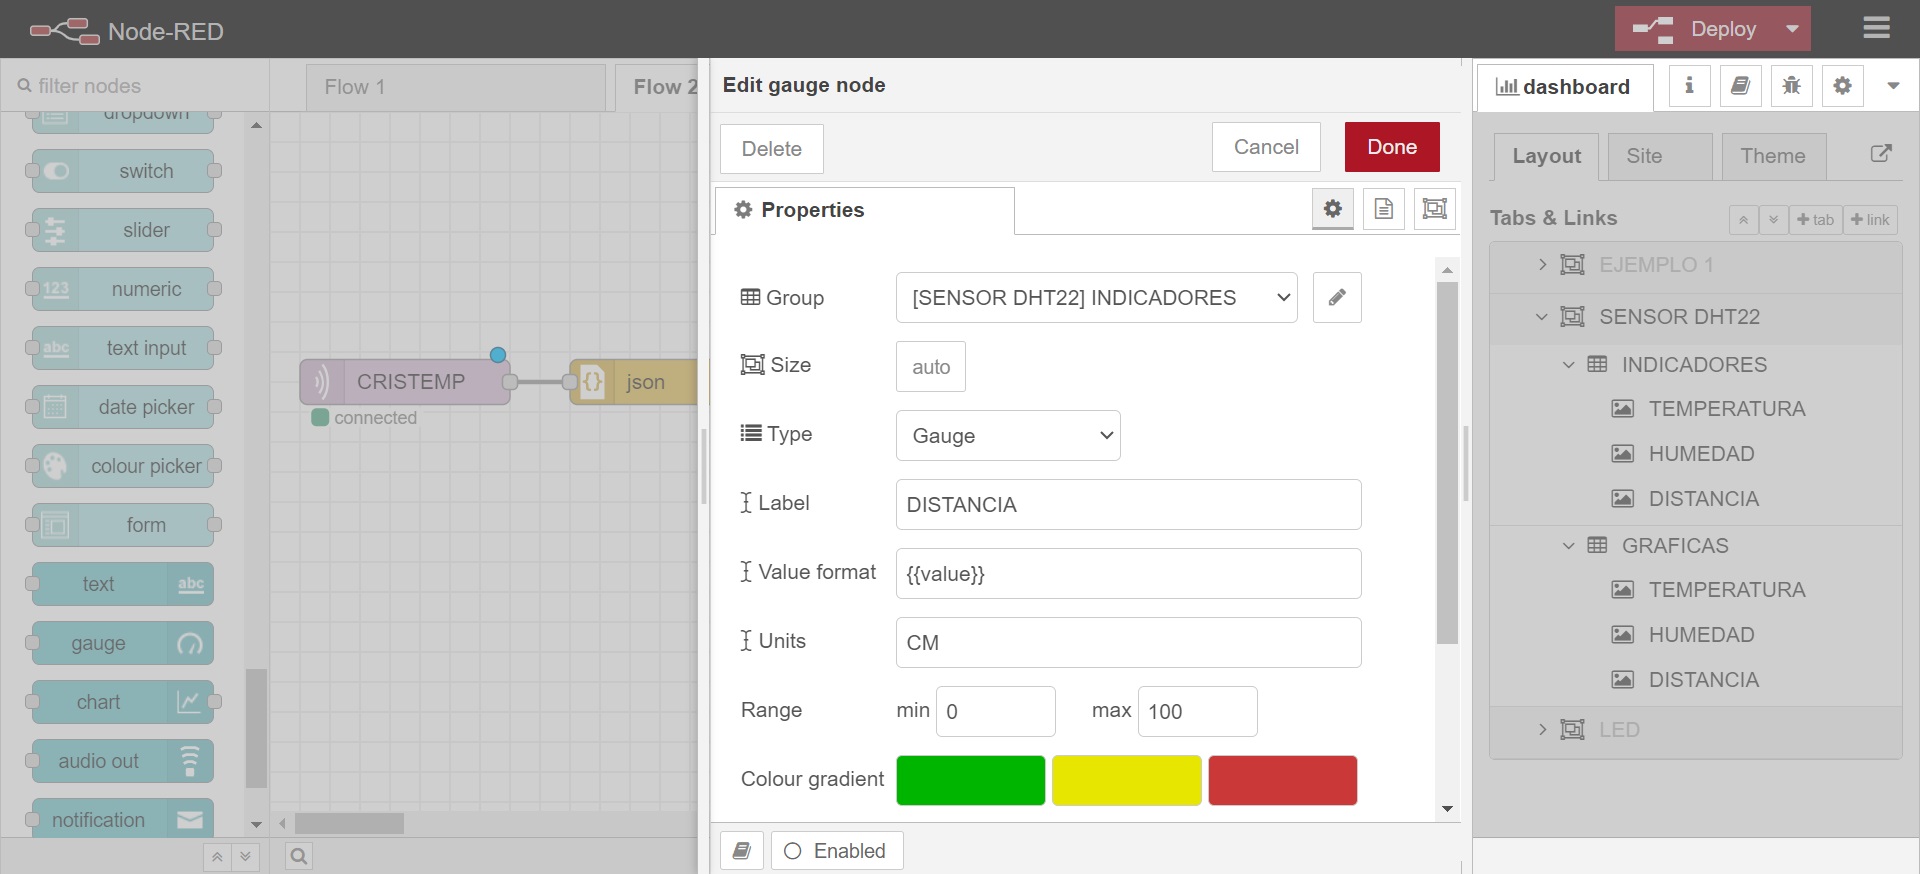 Node-RED
Deploy
filter nodes
Flow 1
Flow 2
Edit gauge node
dashboard
i
Delete
Cancel
Done
Layout
Site
Theme
Properties
Tabs & Links
tab
link
dropdown
switch
slider
123 numeric
abc text input
date picker
colour picker
form
text abc
gauge
chart
audio out
notification
CRISTEMP
connected
{} json
Group
[SENSOR DHT22] INDICADORES
Size
auto
Type
Gauge
Label
DISTANCIA
Value format
{{value}}
Units
CM
Range
min 0
max 100
Colour gradient
Enabled
EJEMPLO 1
SENSOR DHT22
INDICADORES
TEMPERATURA
HUMEDAD
DISTANCIA
GRAFICAS
TEMPERATURA
HUMEDAD
DISTANCIA
LED